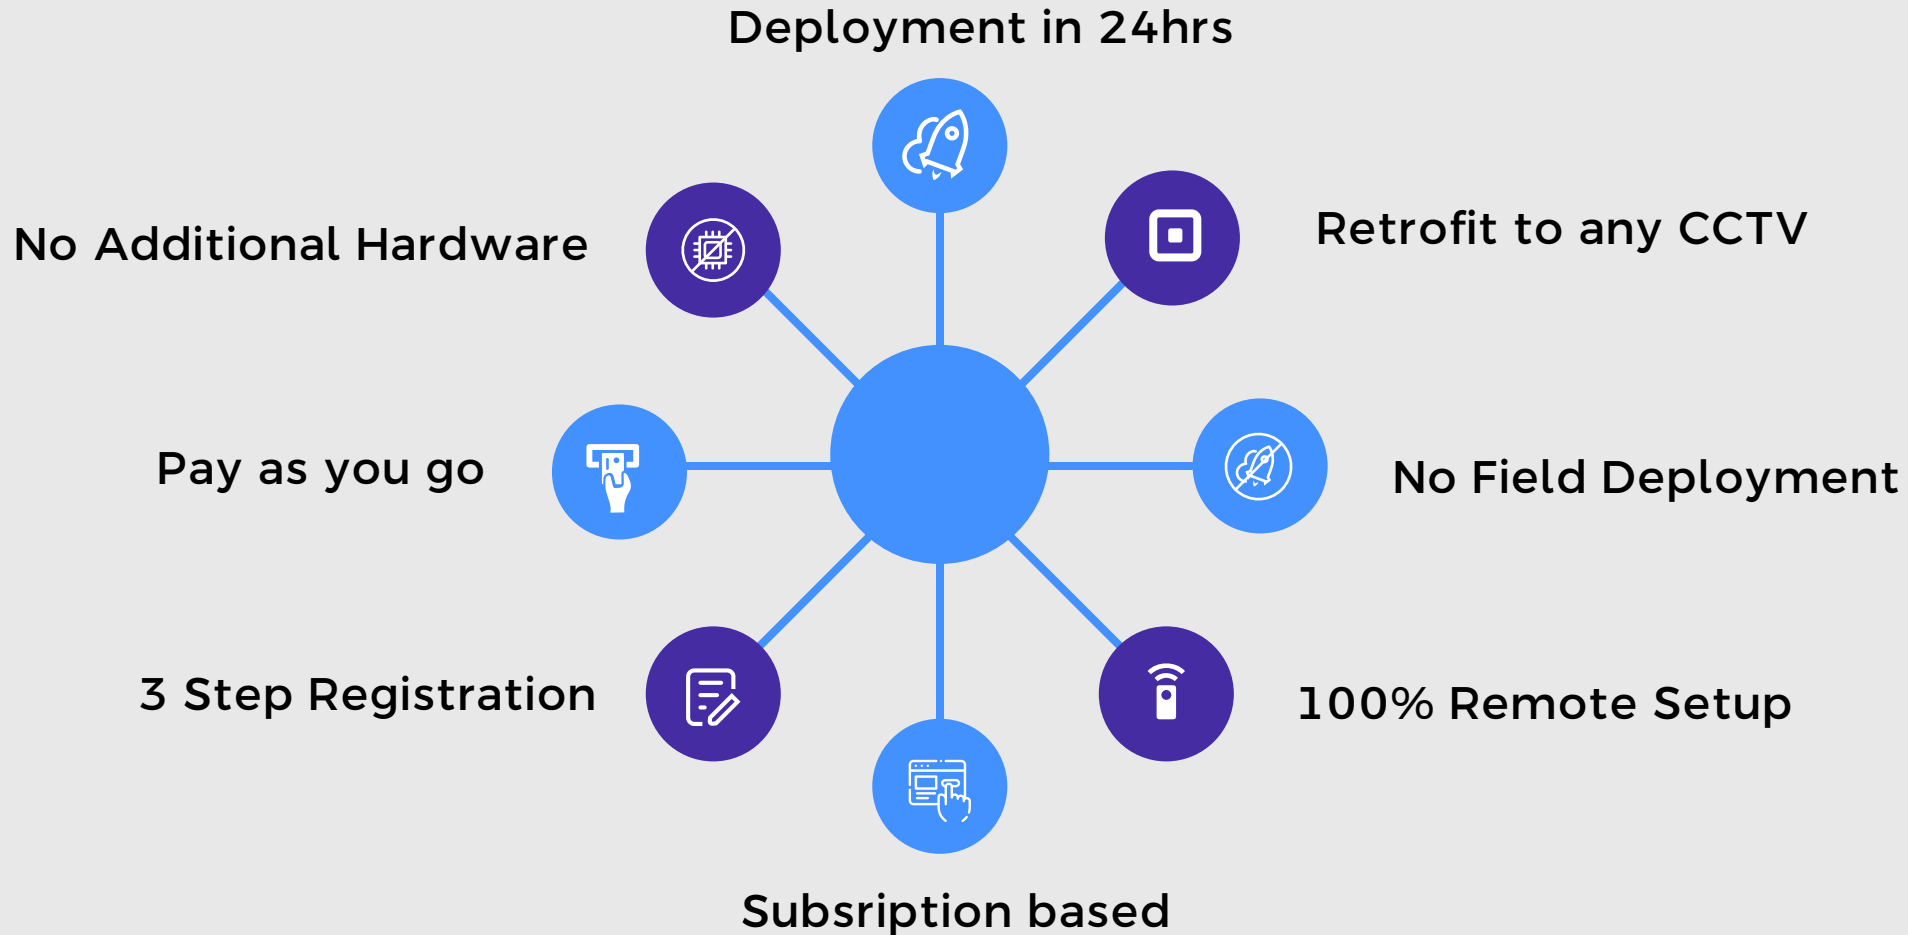 Deployment in 24hrs
No Additional Hardware
Retrofit to any CCTV
Pay as you go
No Field Deployment
3 Step Registration
100% Remote Setup
Subsription based